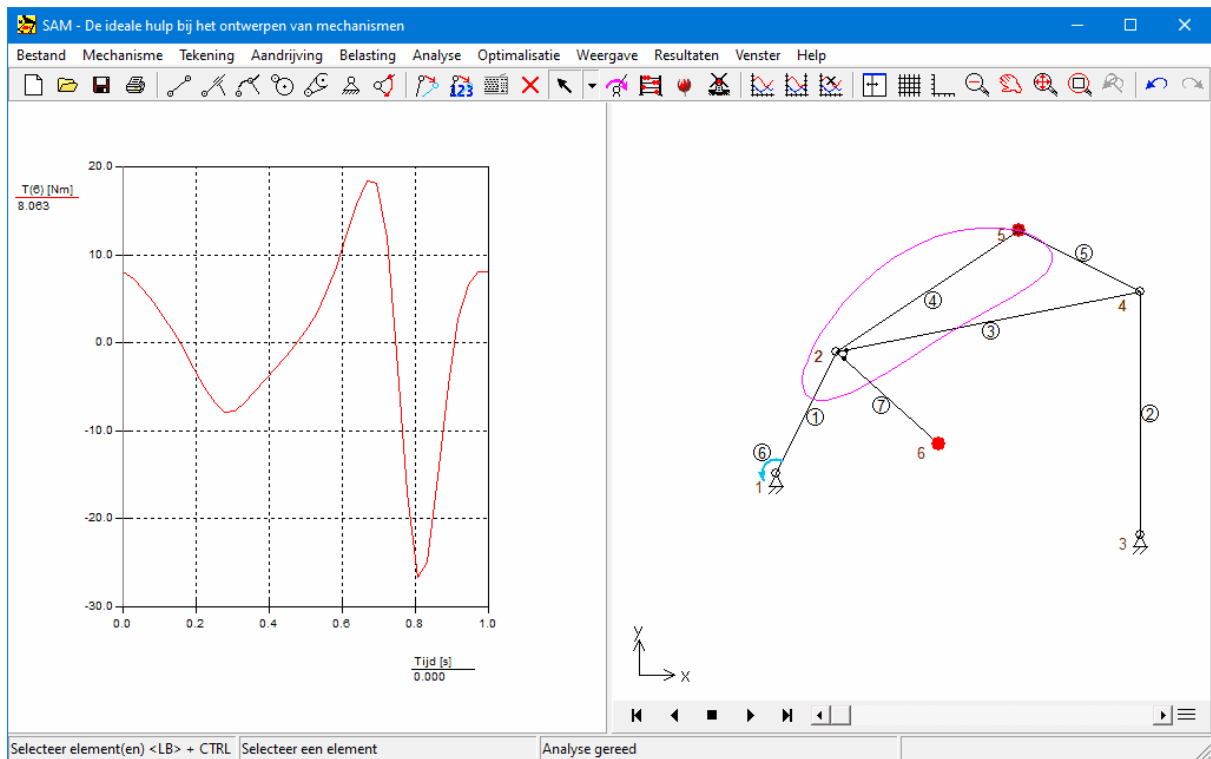 SAM - De ideale hulp bij het ontwerpen van mechanismen
Bestand Mechanisme Tekening Aandrijving Belasting Analyse Optimalisatie Weergave Resultaten Venster Help
123
T(6) [Nm]
8.063
20.0
10.0
0.0
-10.0
-20.0
-30.0
0.0 0.2 0.4 0.6 0.8 1.0
Tijd [s]
0.000
5
5
4
4
3
2
7
1
2
6
6
1
3
y
x
Selecteer element(en) <LB> + CTRL Selecteer een element Analyse gereed